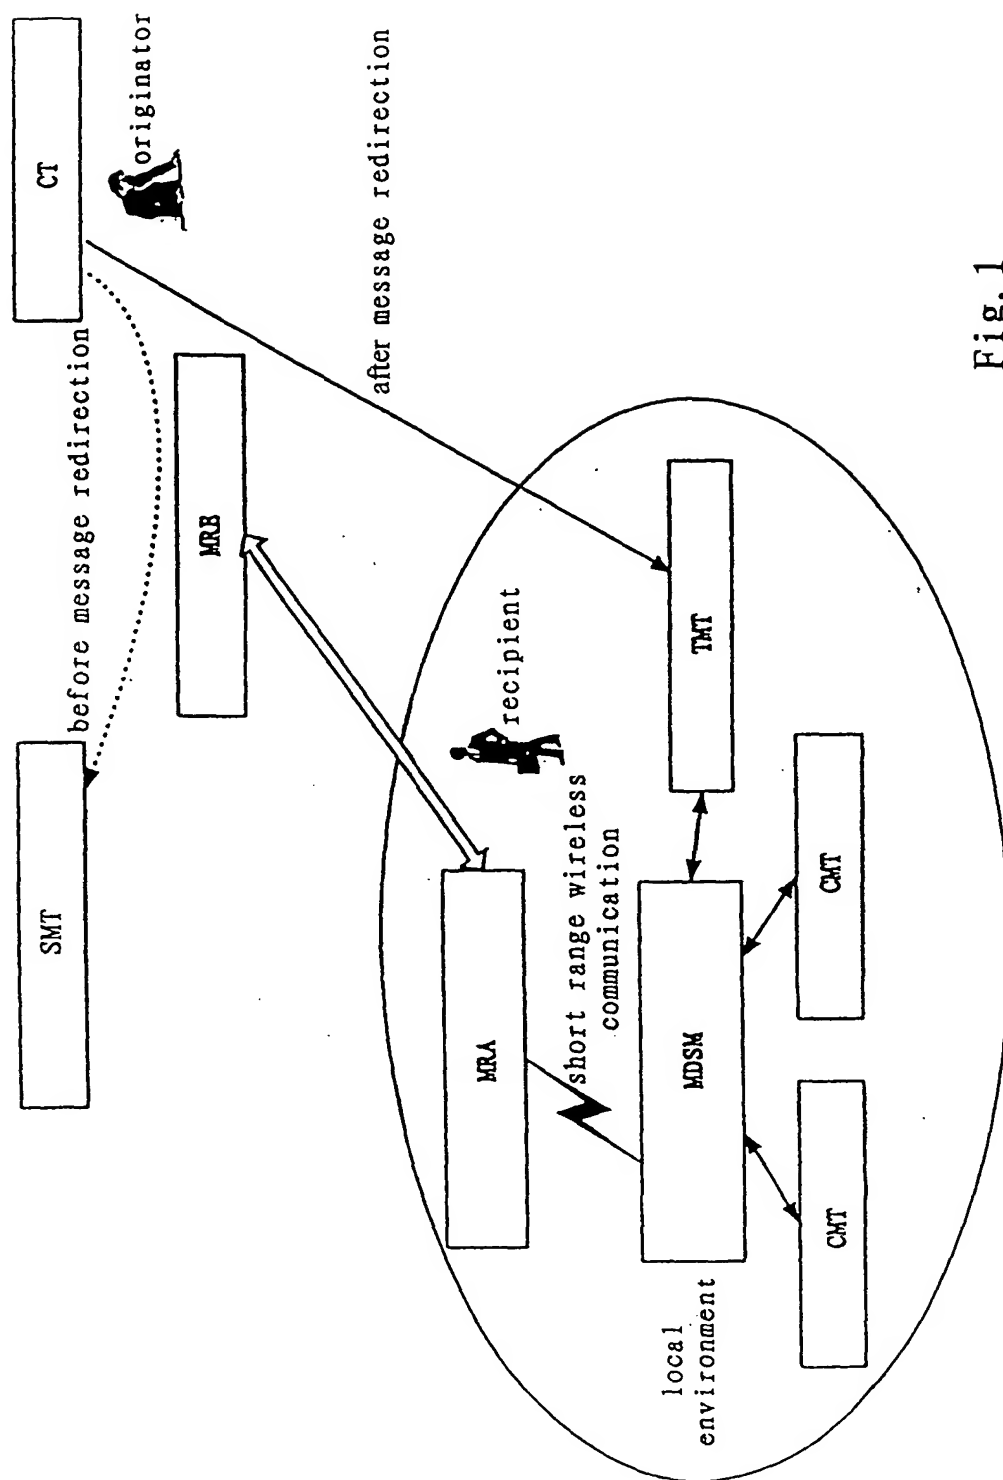 SMT
CT
before message redirection
originator
MRB
after message redirection
MRA
recipient
short range wireless
communication
MDSM
TMT
local
environment
CMT
CMT
Fig. 1